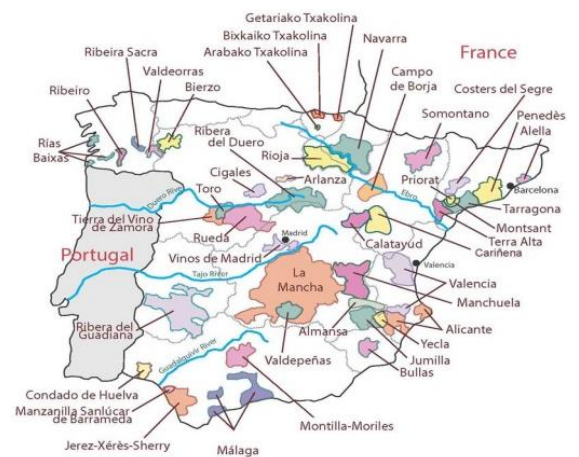 Getariako Txakolina
Bixkaiko Txakolina
Arabako Txakolina
Navarra
France
Ribeira Sacra
Valdeorras
Ribeiro
Bierzo
Campo
de Borja
Costers del Segre
Somontano
Penedès
Alella
Rías
Baixas
Ribera
del Duero
Rioja
Cigales
Arlanza
Priorat
Ebro
Barcelona
Duero River
Toro
Tarragona
Tierra del Vino
de Zamora
Rueda
Montsant
Terra Alta
Calatayud
Cariñena
Portugal
Madrid
Vinos de Madrid
Tajo River
Valencia
La
Mancha
Valencia
Manchuela
Ribera del
Guadiana
Almansa
Alicante
Valdepeñas
Yecla
Jumilla
Bullas
Guadalquivir River
Condado de Huelva
Manzanilla Sanlúcar
de Barrameda
Montilla-Moriles
Jerez-Xérès-Sherry
Málaga